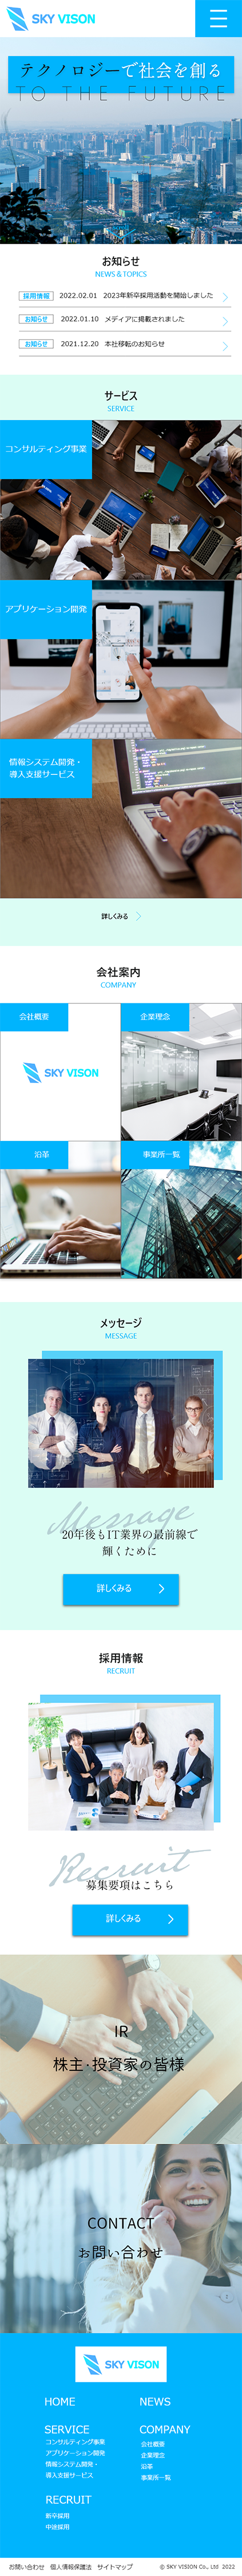 SKY VISON
テクノロジーで社会を創る
TO THE FUTURE
お知らせ
NEWS＆TOPICS
採用情報 2022.02.01 2023年新卒採用活動を開始しました
お知らせ 2022.01.10 メディアに掲載されました
お知らせ 2021.12.20 本社移転のお知らせ
サービス
SERVICE
コンサルティング事業
アプリケーション開発
情報システム開発・
導入支援サービス
詳しくみる
会社案内
COMPANY
会社概要
企業理念
SKY VISON
沿革
事業所一覧
メッセージ
MESSAGE
Message
20年後もIT業界の最前線で
輝くために
詳しくみる
採用情報
RECRUIT
Recruit
募集要項はこちら
詳しくみる
IR
株主・投資家の皆様
CONTACT
お問い合わせ
SKY VISON
HOME
NEWS
SERVICE
コンサルティング事業
アプリケーション開発
情報システム開発・
導入支援サービス
COMPANY
会社概要
企業理念
沿革
事業所一覧
RECRUIT
新卒採用
中途採用
お問い合わせ 個人情報保護法 サイトマップ
© SKY VISION Co., Ltd 2022